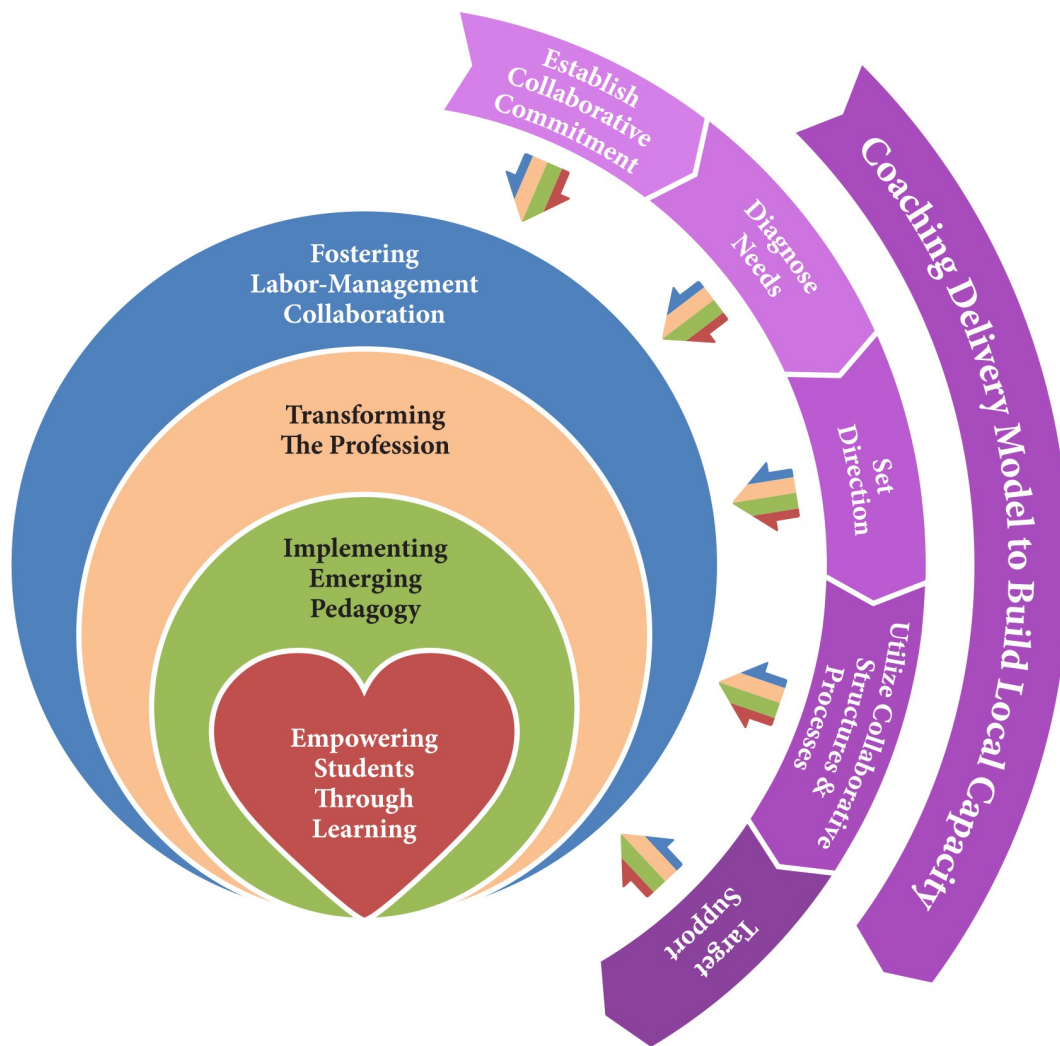 Establish
Collaborative
Commitment
Diagnose
Needs
Set
Direction
Utilize Collaborative
Structures &
Processes
Target
Support
Coaching Delivery Model to Build Local Capacity
Fostering
Labor-Management
Collaboration
Transforming
The Profession
Implementing
Emerging
Pedagogy
Empowering
Students
Through
Learning